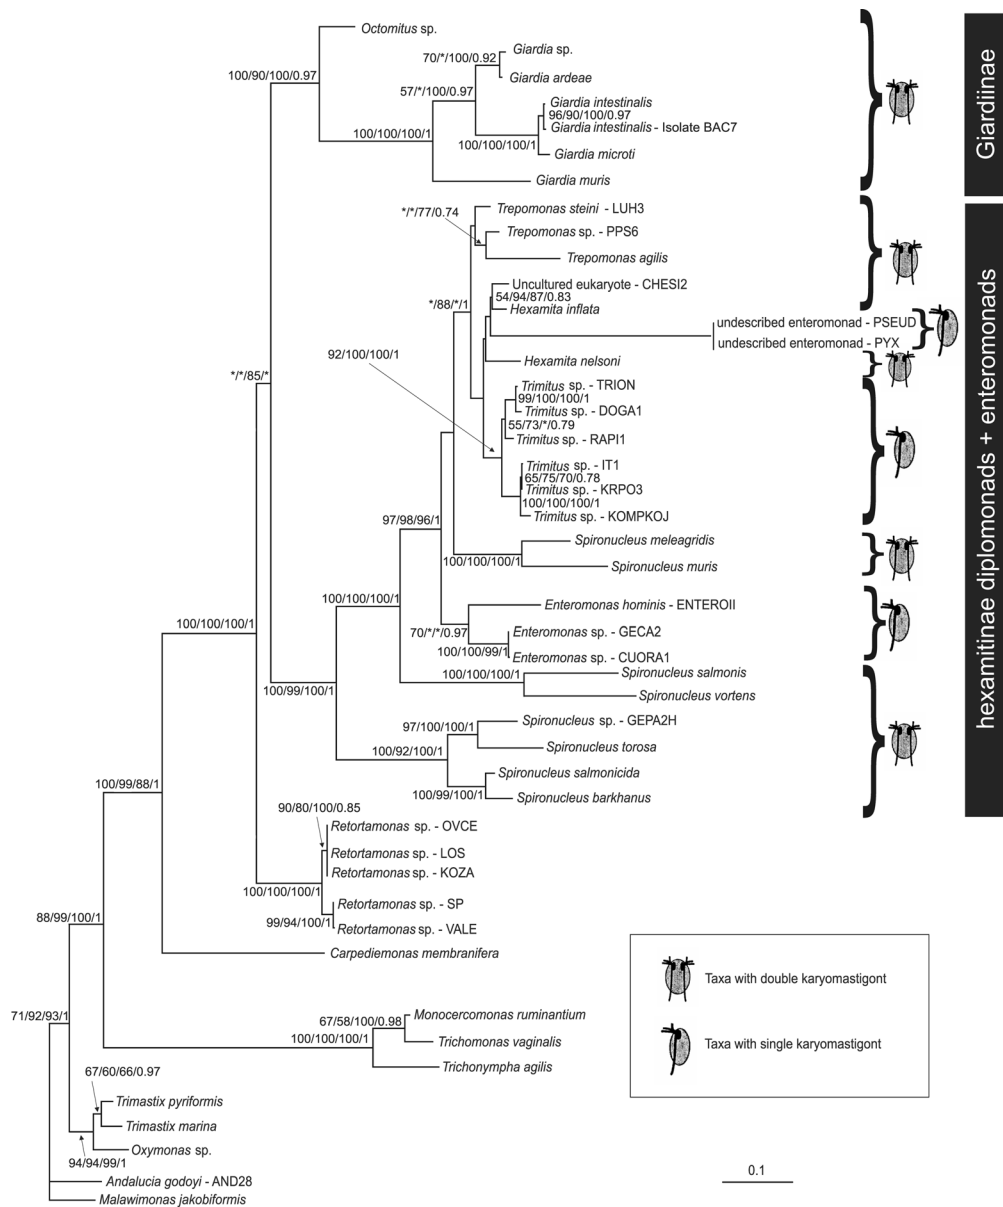 Octomitus sp.
Giardia sp.
70/*/100/0.92
100/90/100/0.97
Giardia ardeae
57/*/100/0.97
Giardia intestinalis
96/90/100/0.97
Giardia intestinalis - Isolate BAC7
100/100/100/1
100/100/100/1
Giardia microti
Giardia muris
Giardiinae
Trepomonas steini - LUH3
*/*/77/0.74
Trepomonas sp. - PPS6
Trepomonas agilis
Uncultured eukaryote - CHESI2
54/94/87/0.83
*/88/*/1
Hexamita inflata
undescribed enteromonad - PSEUD
undescribed enteromonad - PYX
92/100/100/1
Hexamita nelsoni
*/*/85/*
Trimitus sp. - TRION
99/100/100/1
Trimitus sp. - DOGA1
55/73/*/0.79
Trimitus sp. - RAPI1
Trimitus sp. - IT1
65/75/70/0.78
Trimitus sp. - KRPO3
100/100/100/1
Trimitus sp. - KOMPKOJ
97/98/96/1
Spironucleus meleagridis
100/100/100/1
Spironucleus muris
100/100/100/1
Enteromonas hominis - ENTEROII
70/*/*/0.97
Enteromonas sp. - GECA2
100/100/99/1
Enteromonas sp. - CUORA1
100/100/100/1
100/100/100/1
Spironucleus salmonis
100/99/100/1
Spironucleus vortens
Spironucleus sp. - GEPA2H
97/100/100/1
Spironucleus torosa
100/92/100/1
Spironucleus salmonicida
100/99/100/1
Spironucleus barkhanus
hexamitinae diplomonads + enteromonads
100/99/88/1
90/80/100/0.85
Retortamonas sp. - OVCE
Retortamonas sp. - LOS
Retortamonas sp. - KOZA
100/100/100/1
Retortamonas sp. - SP
99/94/100/1
Retortamonas sp. - VALE
88/99/100/1
Carpediemonas membranifera
Taxa with double karyomastigont
Taxa with single karyomastigont
71/92/93/1
67/58/100/0.98
Monocercomonas ruminantium
100/100/100/1
Trichomonas vaginalis
Trichonympha agilis
67/60/66/0.97
Trimastix pyriformis
Trimastix marina
Oxymonas sp.
94/94/99/1
Andalucia godoyi - AND28
Malawimonas jakobiformis
0.1